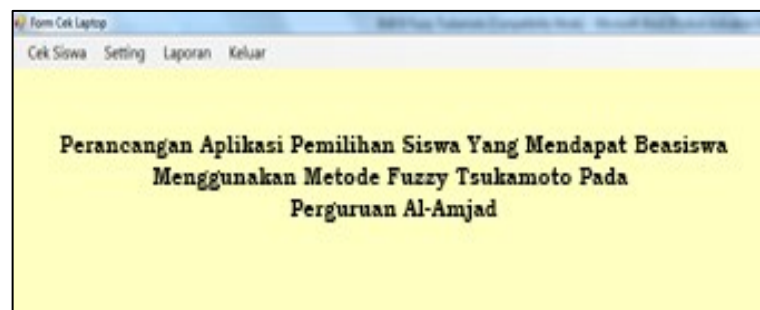 Form Cek Laptop
Cek Siswa Setting Laporan Keluar
Perancangan Aplikasi Pemilihan Siswa Yang Mendapat Beasiswa
Menggunakan Metode Fuzzy Tsukamoto Pada
Perguruan Al-Amjad